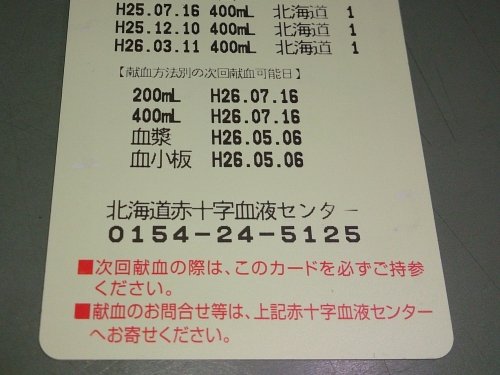 H25.07.16 400mL 北海道 1
H25.12.10 400mL 北海道 1
H26.03.11 400mL 北海道 1
【献血方法別の次回献血可能日】
200mL H26.07.16
400mL H26.07.16
血漿 H26.05.06
血小板 H26.05.06
北海道赤十字血液センター
0154-24-5125
■次回献血の際は、このカードを必ずご持参
ください。
■献血のお問合せ等は、上記赤十字血液センター
へお寄せください。